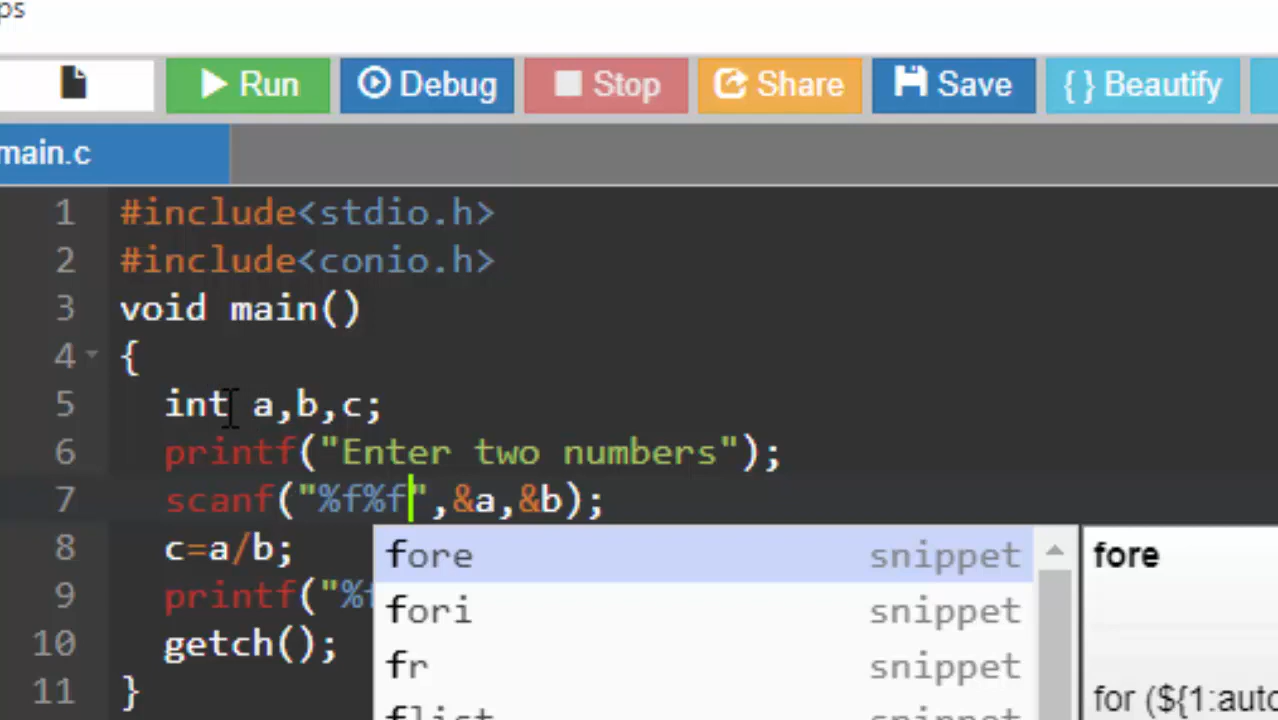 ps
Run Debug Stop Share Save { } Beautify
main.c
1 #include<stdio.h>
2 #include<conio.h>
3 void main()
4 {
5 int a,b,c;
6 printf("Enter two numbers");
7 scanf("%f%f",&a,&b);
8 c=a/b;
9 printf("%f
10 getch();
11 }
fore snippet
fori snippet
fr snippet
flist snippet
fore
for (${1:auto